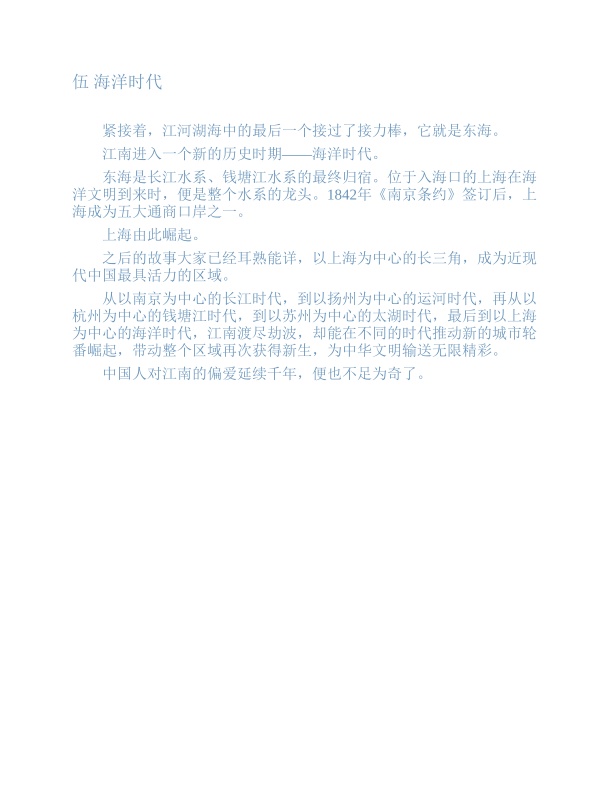 伍 海洋时代
紧接着，江河湖海中的最后一个接过了接力棒，它就是东海。
江南进入一个新的历史时期——海洋时代。
东海是长江水系、钱塘江水系的最终归宿。位于入海口的上海在海
洋文明到来时，便是整个水系的龙头。1842年《南京条约》签订后，上
海成为五大通商口岸之一。
上海由此崛起。
之后的故事大家已经耳熟能详，以上海为中心的长三角，成为近现
代中国最具活力的区域。
从以南京为中心的长江时代，到以扬州为中心的运河时代，再从以
杭州为中心的钱塘江时代，到以苏州为中心的太湖时代，最后到以上海
为中心的海洋时代，江南渡尽劫波，却能在不同的时代推动新的城市轮
番崛起，带动整个区域再次获得新生，为中华文明输送无限精彩。
中国人对江南的偏爱延续千年，便也不足为奇了。